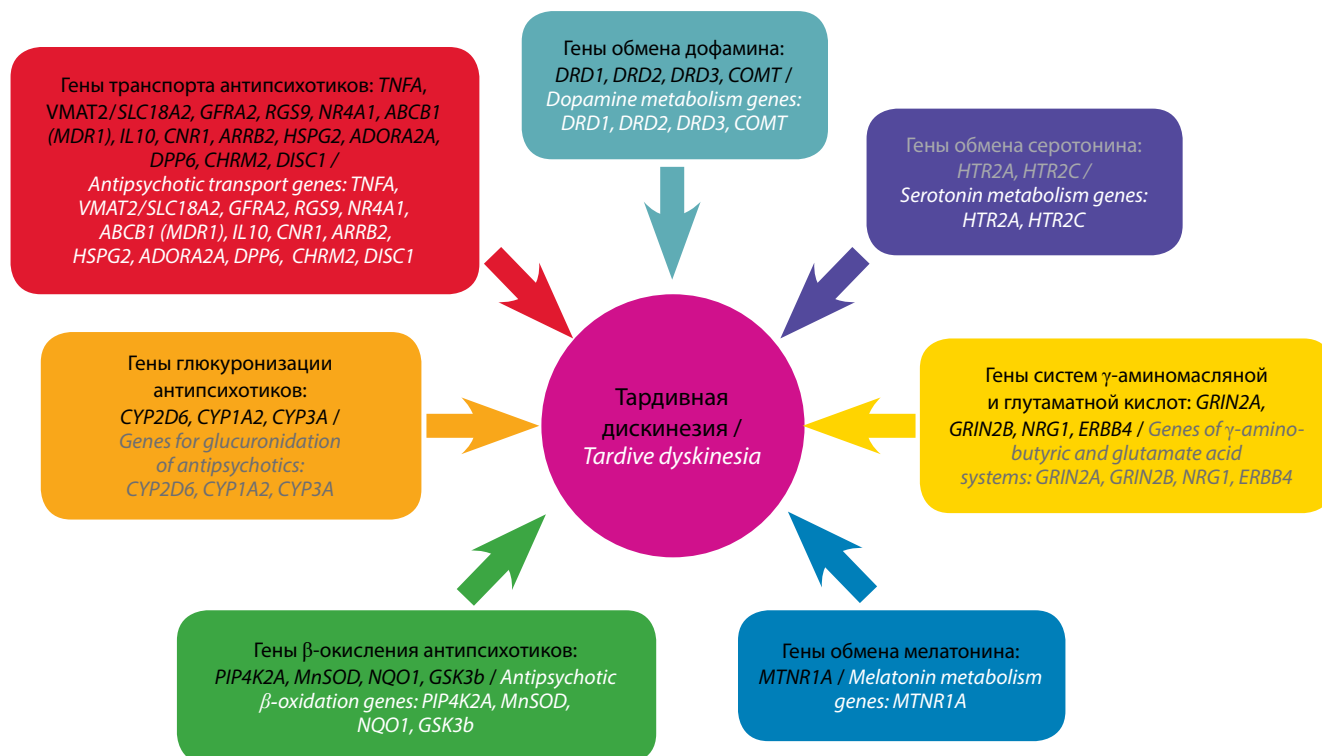 Гены транспорта антипсихотиков: TNFA,
VMAT2/SLC18A2, GFRA2, RGS9, NR4A1, ABCB1
(MDR1), IL10, CNR1, ARRB2, HSPG2, ADORA2A,
DPP6, CHRM2, DISC1 /
Antipsychotic transport genes: TNFA,
VMAT2/SLC18A2, GFRA2, RGS9, NR4A1,
ABCB1 (MDR1), IL10, CNR1, ARRB2,
HSPG2, ADORA2A, DPP6, CHRM2, DISC1
Гены обмена дофамина:
DRD1, DRD2, DRD3, COMT /
Dopamine metabolism genes:
DRD1, DRD2, DRD3, COMT
Гены обмена серотонина:
HTR2A, HTR2C /
Serotonin metabolism genes:
HTR2A, HTR2C
Гены глюкуронизации
антипсихотиков:
CYP2D6, CYP1A2, CYP3A /
Genes for glucuronidation
of antipsychotics:
CYP2D6, CYP1A2, CYP3A
Тардивная
дискинезия /
Tardive dyskinesia
Гены систем γ-аминомасляной
и глутаматной кислот: GRIN2A,
GRIN2B, NRG1, ERBB4 / Genes of γ-amino-
butyric and glutamate acid
systems: GRIN2A, GRIN2B, NRG1, ERBB4
Гены β-окисления антипсихотиков:
PIP4K2A, MnSOD, NQO1, GSK3b / Antipsychotic
β-oxidation genes: PIP4K2A, MnSOD,
NQO1, GSK3b
Гены обмена мелатонина:
MTNR1A / Melatonin metabolism
genes: MTNR1A